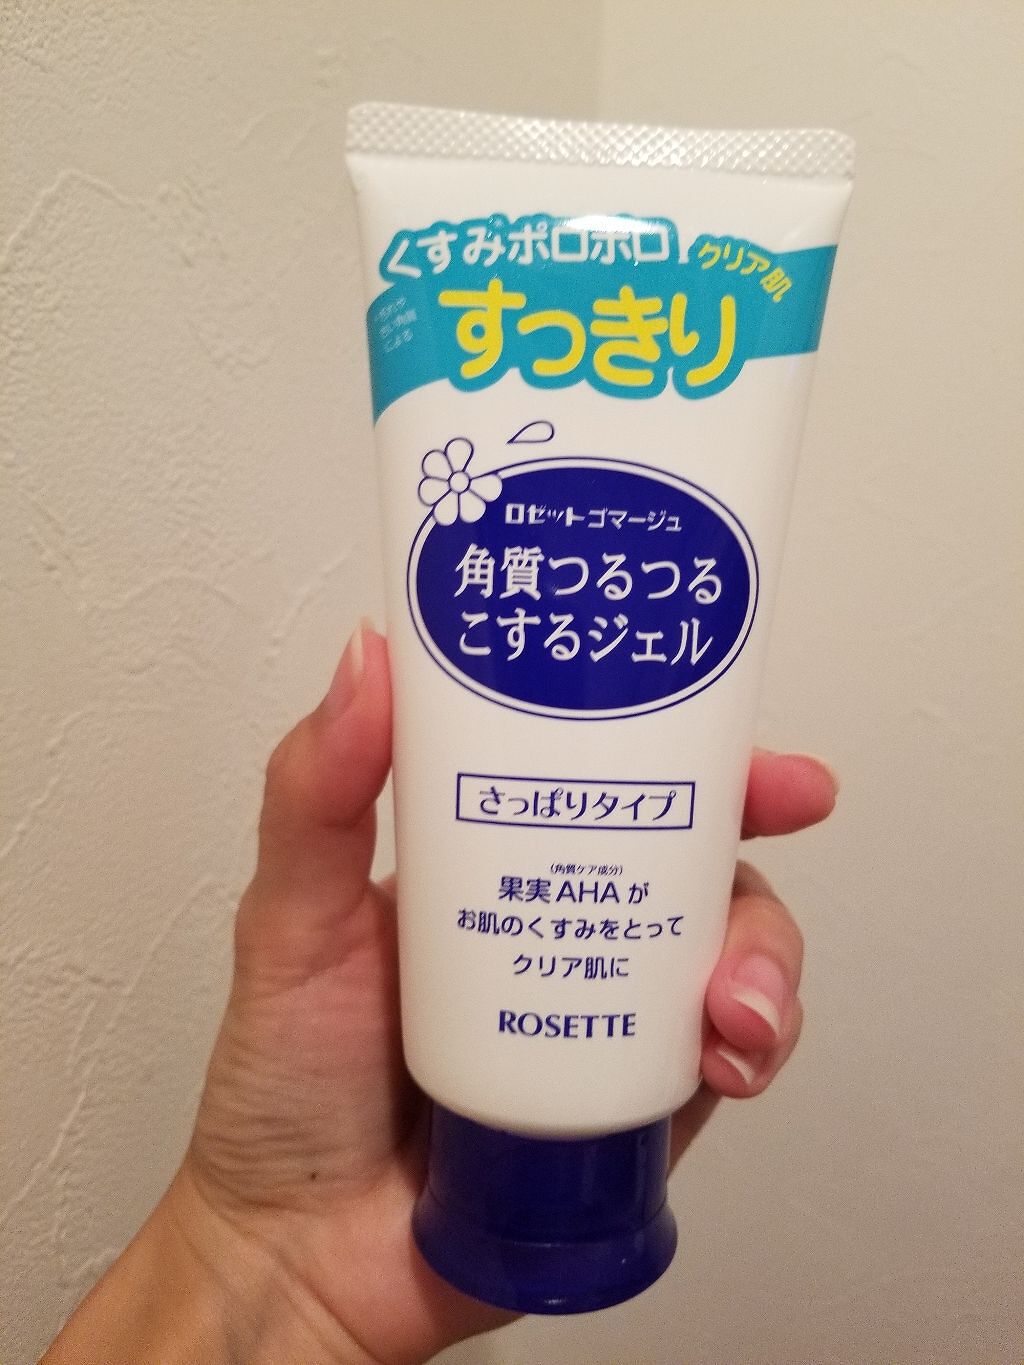 くすみポロポロ
クリア肌
すっきり
ロゼットゴマージュ
角質つるつる
こするジェル
さっぱりタイプ
(角質ケア成分)
果実AHAが
お肌のくすみをとって
クリア肌に
ROSETTE